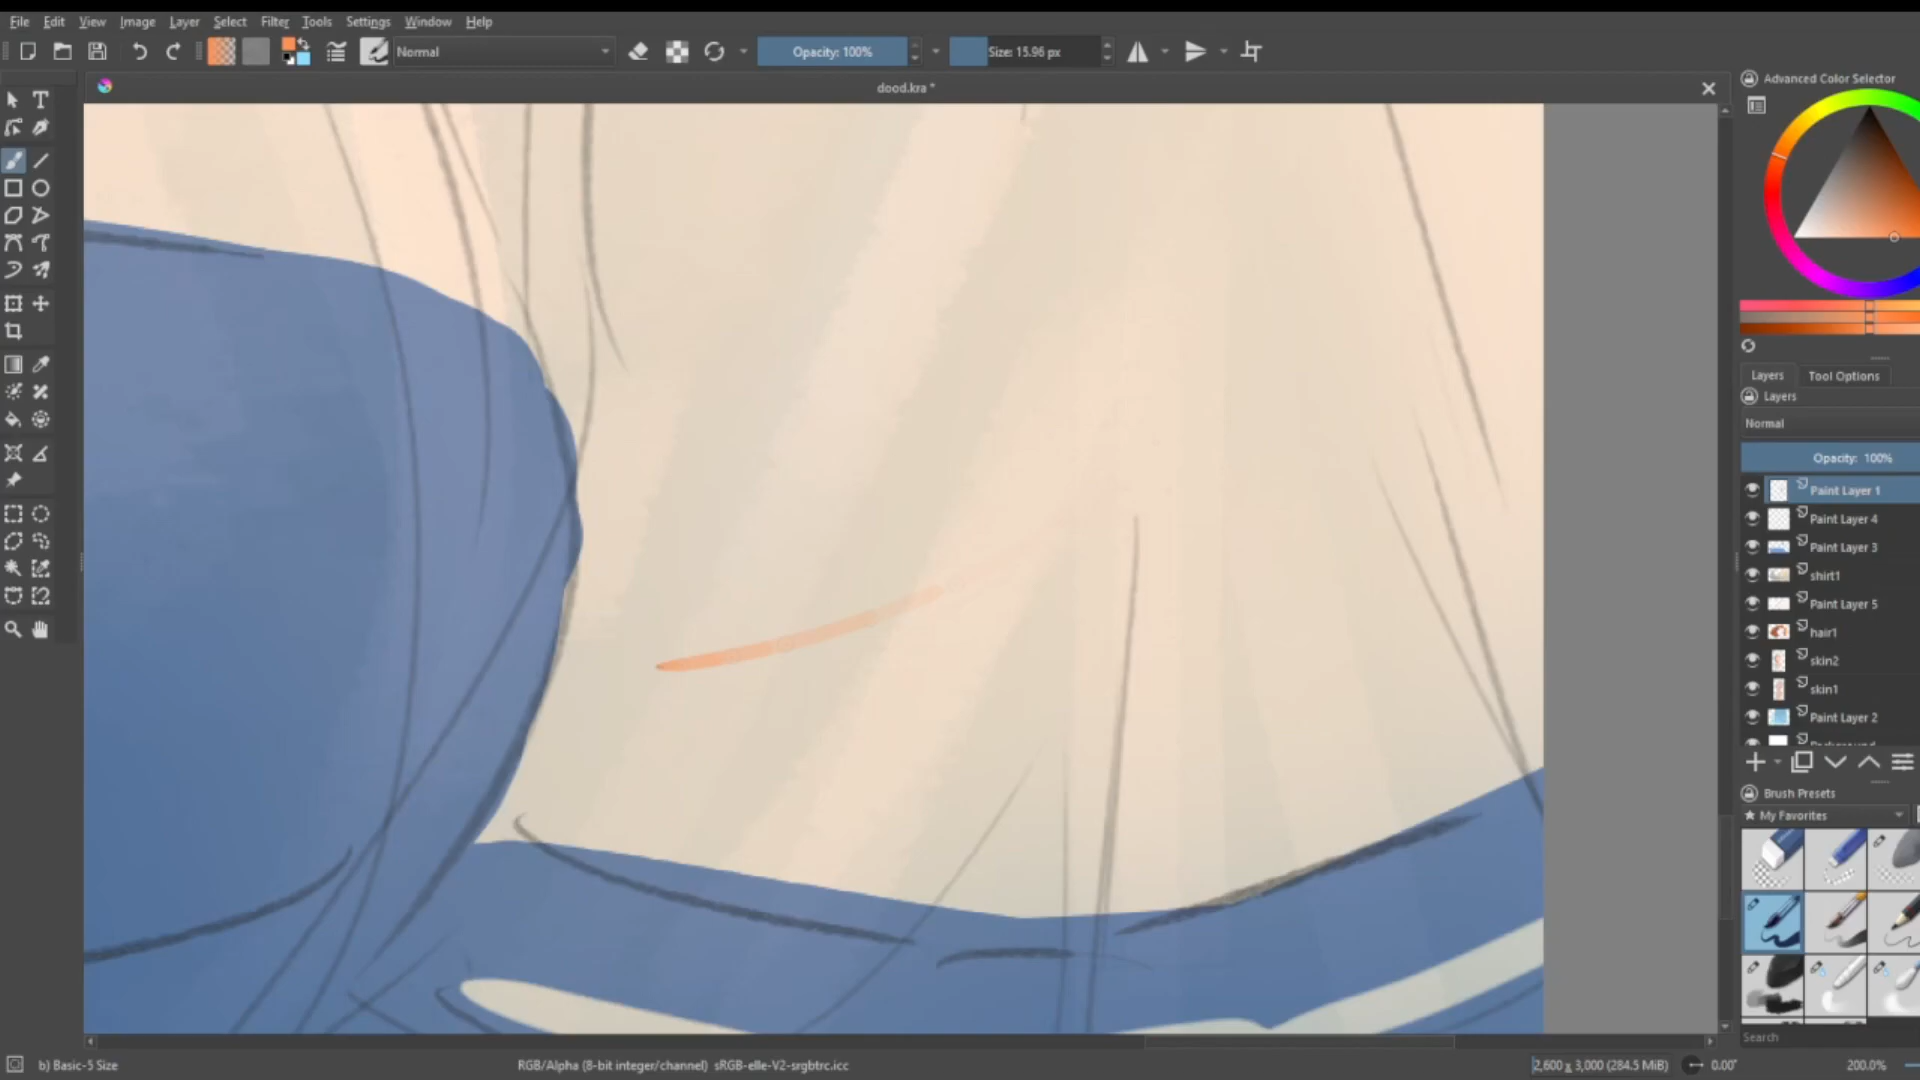 File Edit View Image Layer Select Filter Tools Settings Window Help
Normal
Opacity: 100%
Size: 15.96 px
dood.kra *
Advanced Color Selector
Layers Tool Options
Layers
Normal
Opacity: 100%
Paint Layer 1
Paint Layer 4
Paint Layer 3
shirt1
Paint Layer 5
hair1
skin2
skin1
Paint Layer 2
Brush Presets
★ My Favorites
Search
b) Basic-5 Size
RGB/Alpha (8-bit integer/channel) sRGB-elle-V2-srgbtrc.icc
2,600 x 3,000 (284.5 MiB)
0.00°
200.0%